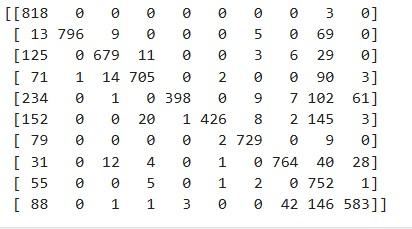 [[818 0 0 0 0 0 0 0 3 0]
[ 13 796 9 0 0 0 5 0 69 0]
[125 0 679 11 0 0 3 6 29 0]
[ 71 1 14 705 0 2 0 0 90 3]
[234 0 1 0 398 0 9 7 102 61]
[152 0 0 20 1 426 8 2 145 3]
[ 79 0 0 0 0 2 729 0 9 0]
[ 31 0 12 4 0 1 0 764 40 28]
[ 55 0 0 5 0 1 2 0 752 1]
[ 88 0 1 1 3 0 0 42 146 583]]